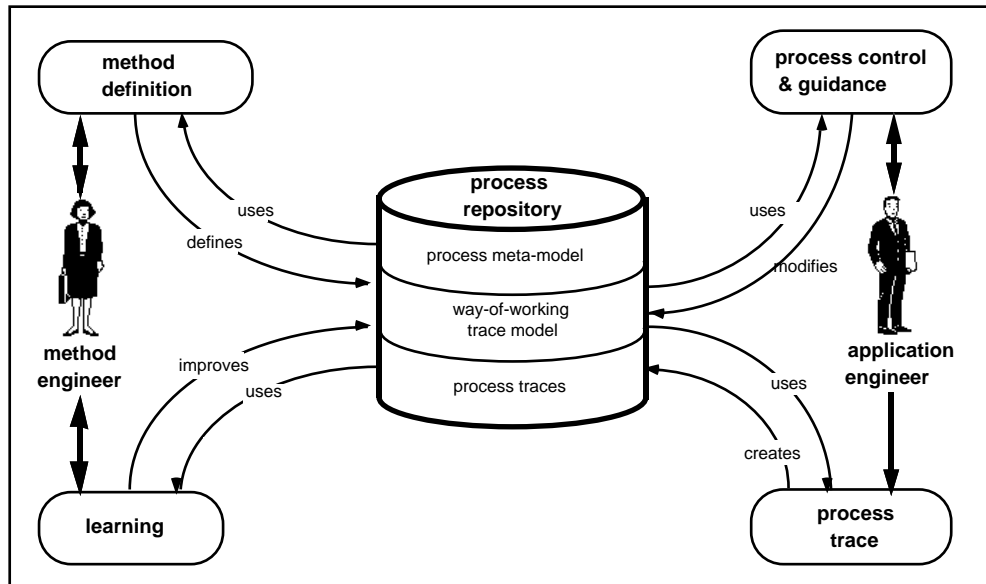 method
definition
process control
& guidance
process
repository
uses
defines
uses
modifies
process meta-model
way-of-working
trace model
process traces
method
engineer
application
engineer
improves
uses
uses
creates
learning
process
trace